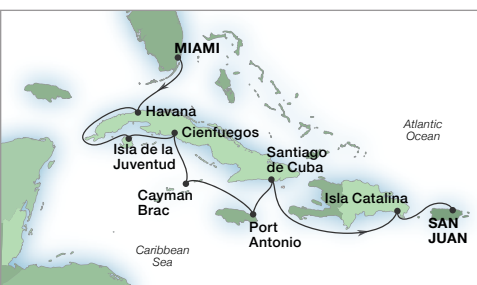 MIAMI
Havana
Cienfuegos
Isla de la
Juventud
Atlantic
Ocean
Santiago
de Cuba
Cayman
Brac
Isla Catalina
Port
Antonio
SAN
JUAN
Caribbean
Sea